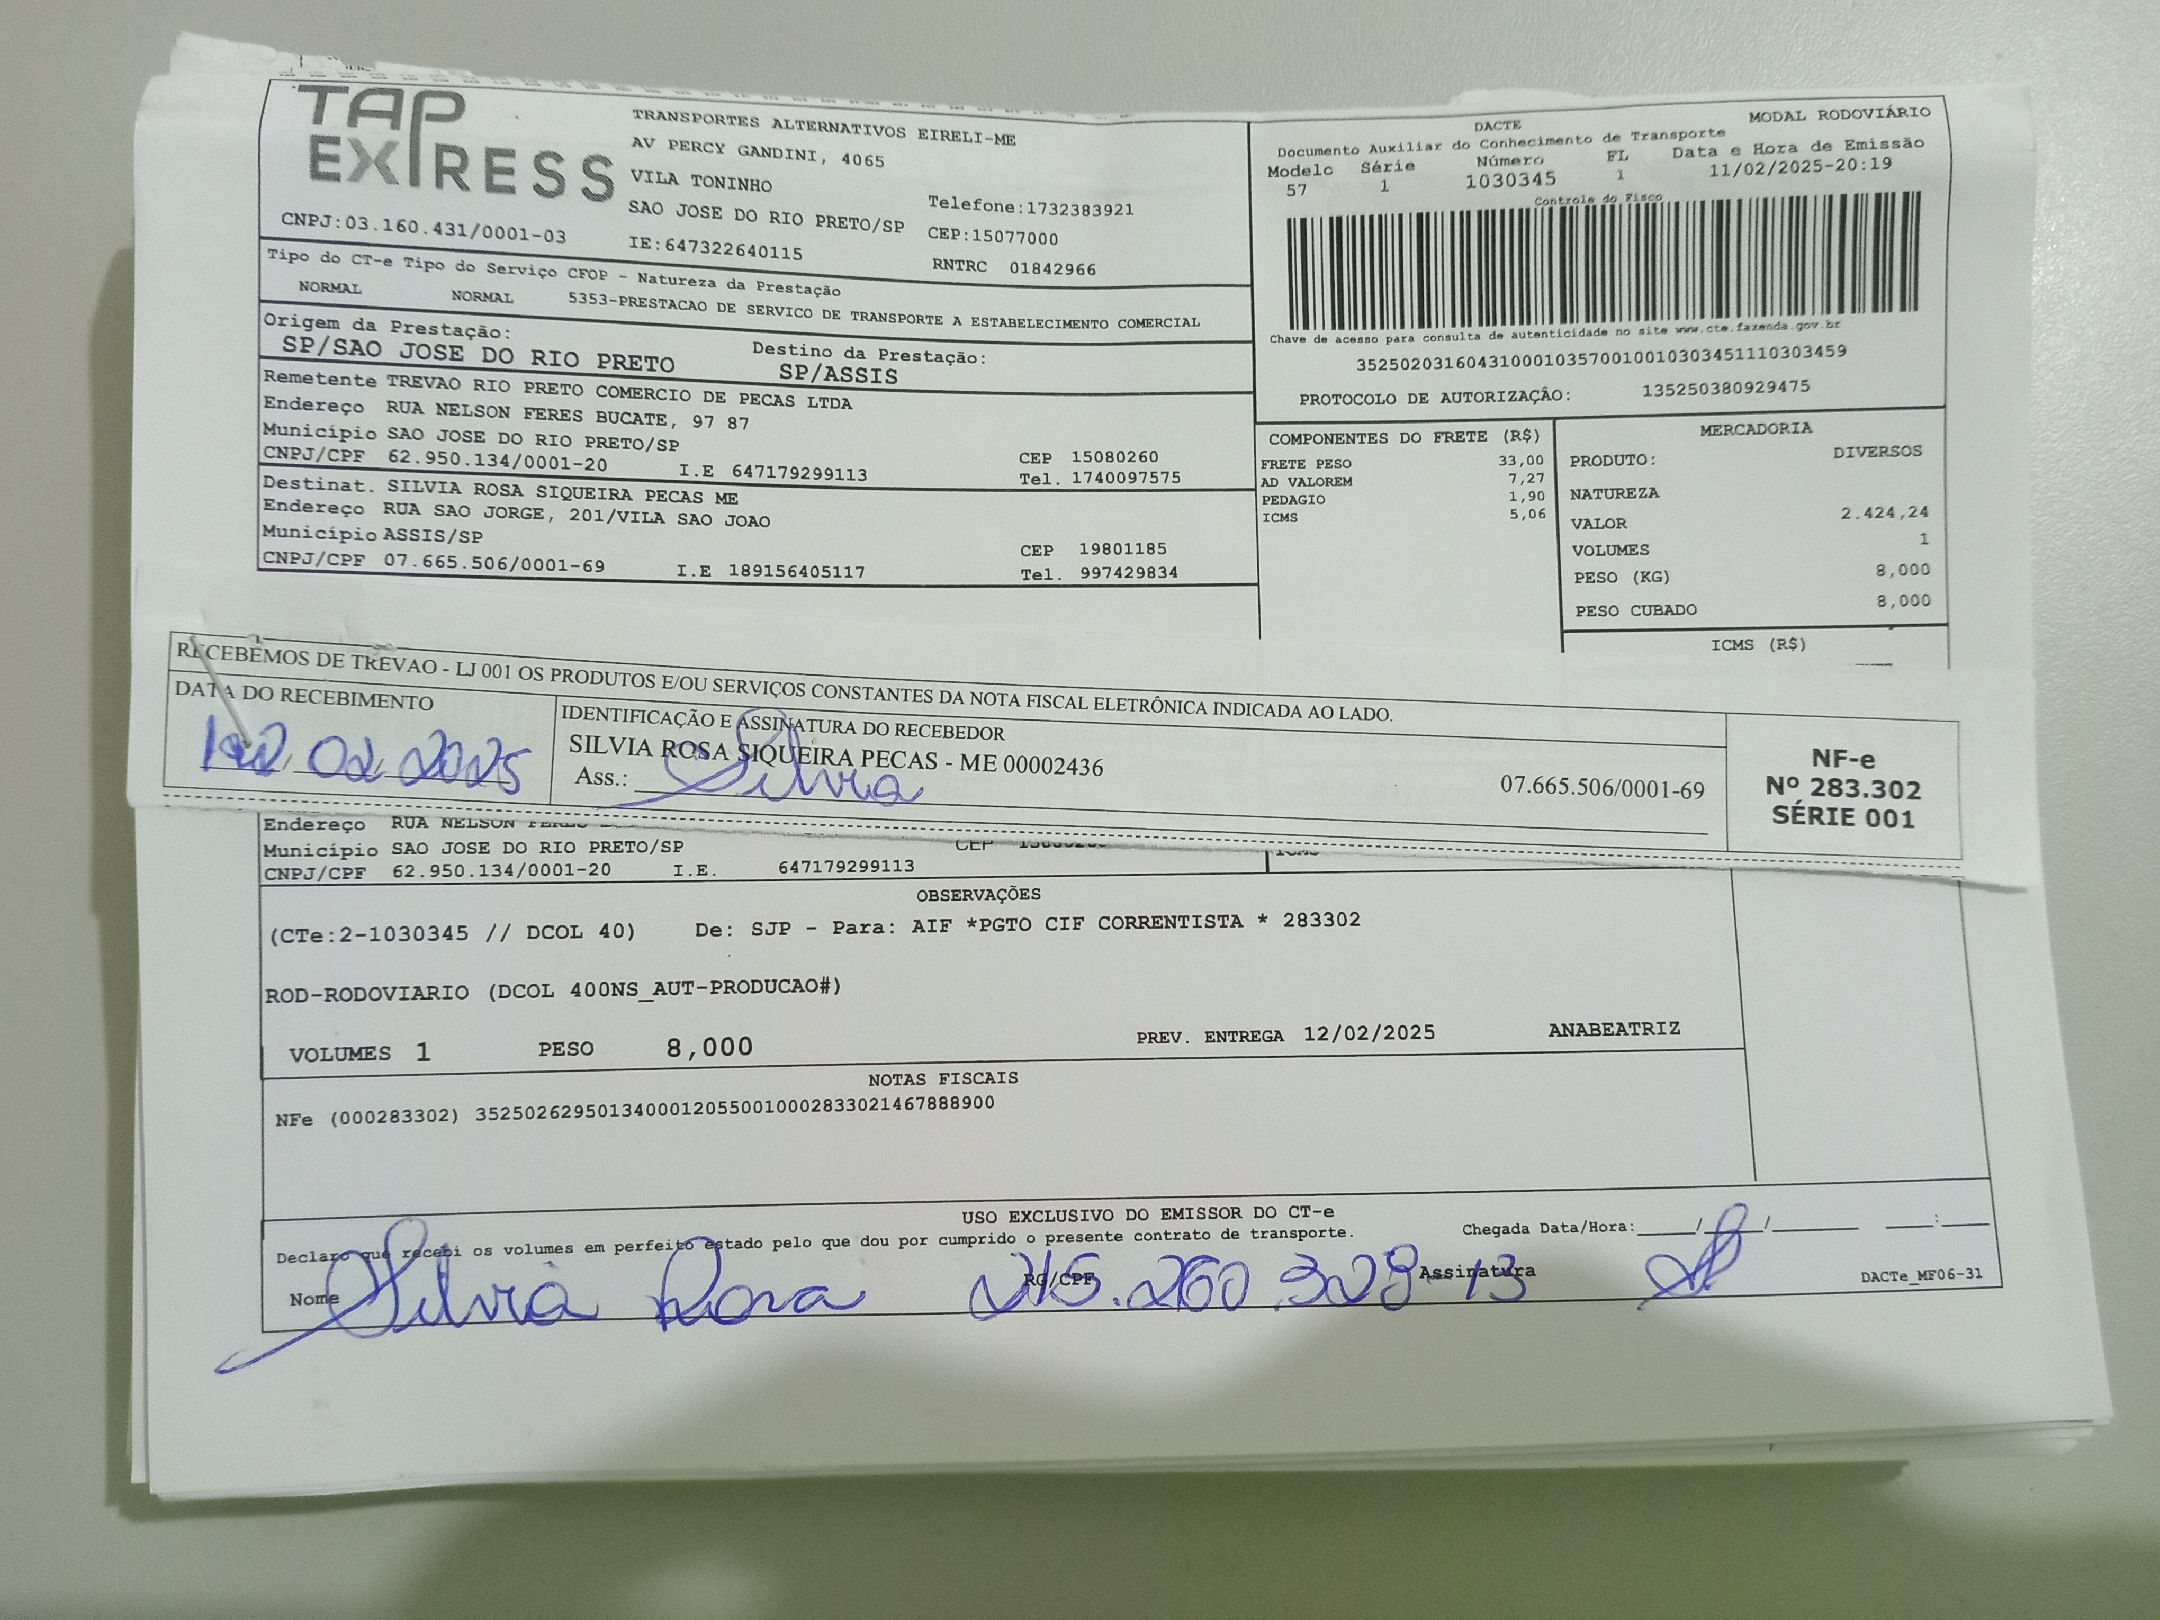 TAP EXPRESS
TRANSPORTES ALTERNATIVOS EIRELI-ME
AV PERCY GANDINI, 4065
VILA TONINHO
SAO JOSE DO RIO PRETO/SP
Telefone:1732383921
CEP:15077000
CNPJ:03.160.431/0001-03
IE:647322640115
RNTRC 01842966
Tipo do CT-e Tipo do Serviço CFOP - Natureza da Prestação
NORMAL NORMAL 5353-PRESTACAO DE SERVICO DE TRANSPORTE A ESTABELECIMENTO COMERCIAL
Origem da Prestação: Destino da Prestação:
SP/SAO JOSE DO RIO PRETO SP/ASSIS
Remetente TREVAO RIO PRETO COMERCIO DE PECAS LTDA
Endereço RUA NELSON FERES BUCATE, 97 87
Município SAO JOSE DO RIO PRETO/SP CEP 15080260
CNPJ/CPF 62.950.134/0001-20 I.E 647179299113 Tel. 1740097575
Destinat. SILVIA ROSA SIQUEIRA PECAS ME
Endereço RUA SAO JORGE, 201/VILA SAO JOAO
Município ASSIS/SP CEP 19801185
CNPJ/CPF 07.665.506/0001-69 I.E 189156405117 Tel. 997429834
DACTE MODAL RODOVIÁRIO
Documento Auxiliar do Conhecimento de Transporte
Modelo Série Número FL Data e Hora de Emissão
57 1 1030345 1 11/02/2025-20:19
Controle do Fisco
Chave de acesso para consulta de autenticidade no site www.cte.fazenda.gov.br
35250203160431000103570010010303451110303459
PROTOCOLO DE AUTORIZAÇÃO: 135250380929475
COMPONENTES DO FRETE (R$)
FRETE PESO 33,00
AD VALOREM 7,27
PEDAGIO 1,90
ICMS 5,06
MERCADORIA
PRODUTO: DIVERSOS
NATUREZA
VALOR 2.424,24
VOLUMES 1
PESO (KG) 8,000
PESO CUBADO 8,000
ICMS (R$)
RECEBEMOS DE TREVAO - LJ 001 OS PRODUTOS E/OU SERVIÇOS CONSTANTES DA NOTA FISCAL ELETRÔNICA INDICADA AO LADO.
DATA DO RECEBIMENTO
02 2025
IDENTIFICAÇÃO E ASSINATURA DO RECEBEDOR
SILVIA ROSA SIQUEIRA PECAS - ME 00002436
Ass.: Silvia
07.665.506/0001-69
NF-e
Nº 283.302
SÉRIE 001
Endereço RUA NELSON FERES
Município SAO JOSE DO RIO PRETO/SP CEP
CNPJ/CPF 62.950.134/0001-20 I.E. 647179299113
OBSERVAÇÕES
(CTe:2-1030345 // DCOL 40) De: SJP - Para: AIF *PGTO CIF CORRENTISTA * 283302
ROD-RODOVIARIO (DCOL 400NS_AUT-PRODUCAO#)
VOLUMES 1 PESO 8,000 PREV. ENTREGA 12/02/2025 ANABEATRIZ
NOTAS FISCAIS
NFe (000283302) 35250262950134000120550010002833021467888900
USO EXCLUSIVO DO EMISSOR DO CT-e
Declaro que recebi os volumes em perfeito estado pelo que dou por cumprido o presente contrato de transporte. Chegada Data/Hora:____/____/______ ____:____
Nome Silvia Rosa RG/CPF Assinatura
DACTe_MF06-31